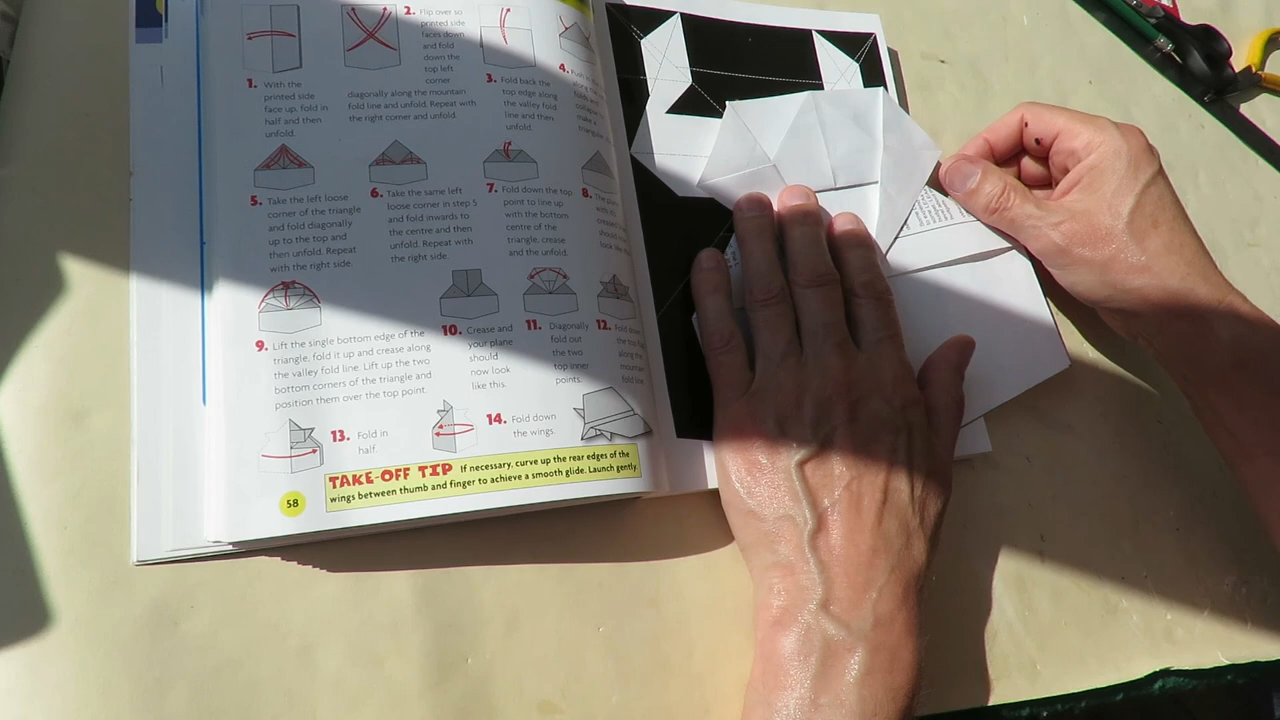 1. With the
printed side
face up, fold in
half and then
unfold.
2. Flip over so
printed side
faces down
and fold
down the
top left
corner
diagonally along the mountain
fold line and unfold. Repeat with
the right corner and unfold.
3. Fold back the
top edge along
the valley fold
line and then
unfold.
4.
5. Take the left loose
corner of the triangle
and fold diagonally
up to the top and
then unfold. Repeat
with the right side.
6. Take the same left
loose corner in step 5
and fold inwards to
the centre and then
unfold. Repeat with
the right side.
7. Fold down the top
point to line up
with the bottom
centre of the
triangle, crease
and the unfold.
8.
9. Lift the single bottom edge of the
triangle, fold it up and crease along
the valley fold line. Lift up the two
bottom corners of the triangle and
position them over the top point.
10. Crease and
your plane
should
now look
like this.
11. Diagonally
fold out
the two
top inner
points.
12. Fold down
the top
along the
mountain
fold line
13. Fold in
half.
14. Fold down
the wings.
TAKE-OFF TIP If necessary, curve up the rear edges of the
wings between thumb and finger to achieve a smooth glide. Launch gently.
58